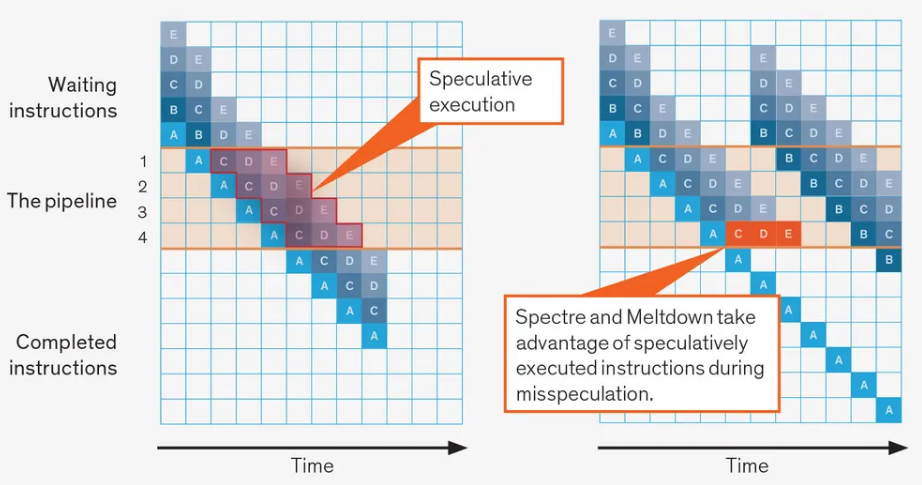 Waiting
instructions
The pipeline
Completed
instructions
1
2
3
4
E
D E
C D
B C E
A B D E
A C D E
A C D E
A C D E
A C D E
A C D E
A C D
A C
A
Speculative
execution
Time
E
D E E
C D D E
B C E C D E
A B D E B C D E
A C D E B C D E
A C D E B C D E
A C D E B C D
A C D E B C
A B
A
A
A
A
A
A
Spectre and Meltdown take
advantage of speculatively
executed instructions during
misspeculation.
Time